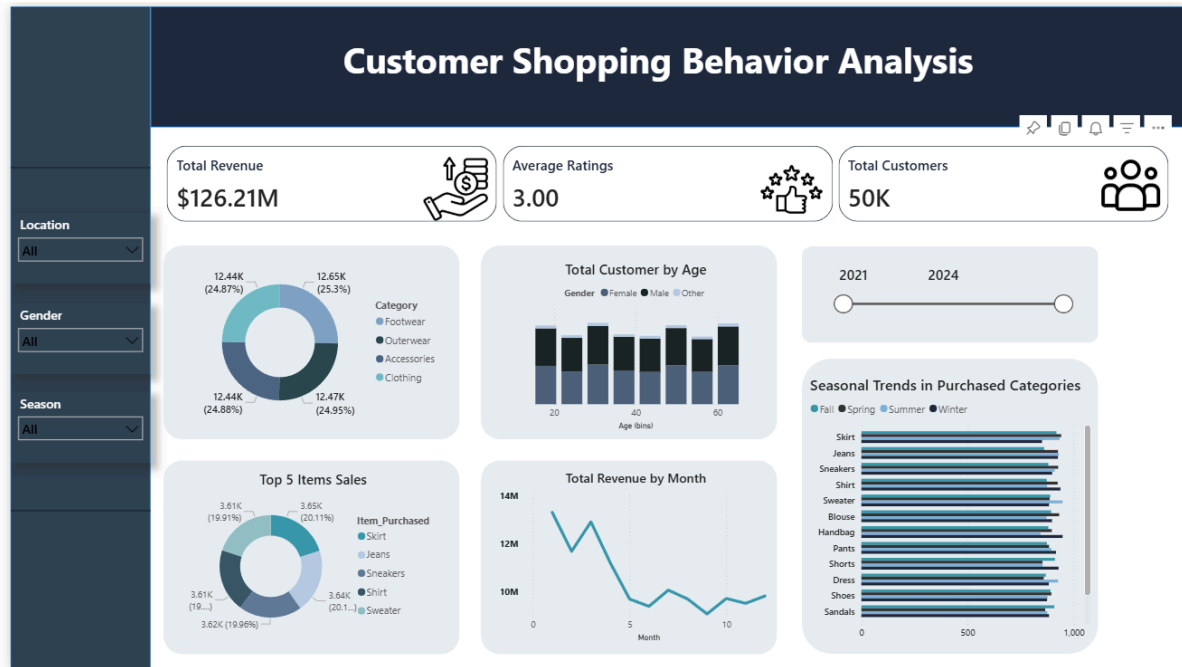 Customer Shopping Behavior Analysis
Total Revenue
$126.21M
Average Ratings
3.00
Total Customers
50K
Location
All
Gender
All
Season
All
12.44K
(24.87%)
12.65K
(25.3%)
12.44K
(24.88%)
12.47K
(24.95%)
Category
Footwear
Outerwear
Accessories
Clothing
Total Customer by Age
Gender Female Male Other
20 40 60
Age (bins)
2021 2024
Top 5 Items Sales
3.61K
(19.91%)
3.65K
(20.11%)
3.61K
(19....)
3.64K
(20.1...)
3.62K (19.96%)
Item_Purchased
Skirt
Jeans
Sneakers
Shirt
Sweater
Total Revenue by Month
14M
12M
10M
0 5 10
Month
Seasonal Trends in Purchased Categories
Fall Spring Summer Winter
Skirt
Jeans
Sneakers
Shirt
Sweater
Blouse
Handbag
Pants
Shorts
Dress
Shoes
Sandals
0 500 1,000